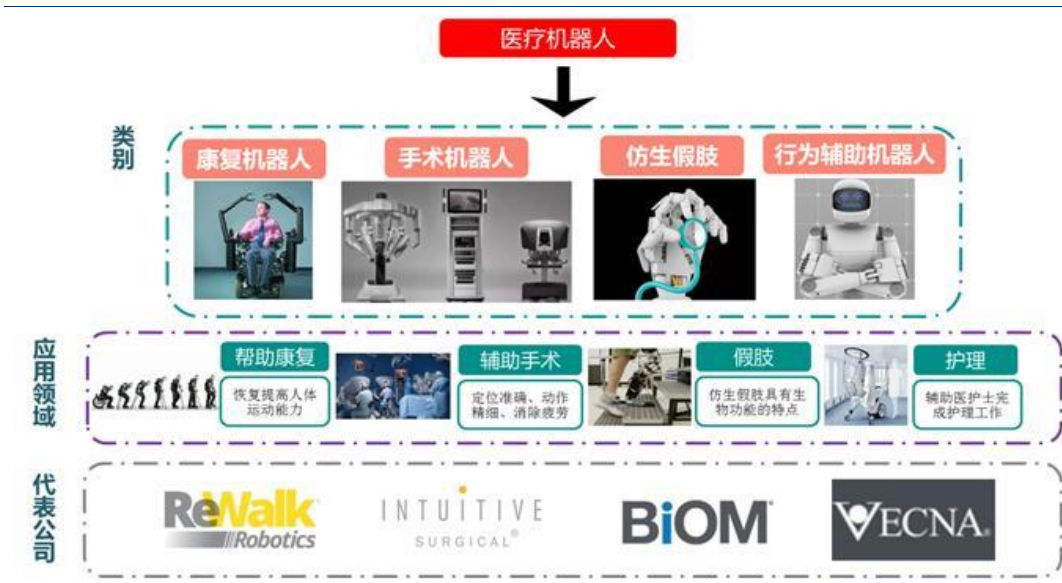 医疗机器人
类别
康复机器人
手术机器人
仿生假肢
行为辅助机器人
应用领域
帮助康复
恢复提高人体
运动能力
辅助手术
定位准确、动作
精细、消除疲劳
假肢
仿生假肢具有生
物功能的特点
护理
辅助医护士完
成护理工作
代表公司
ReWalk
Robotics
INTUITIVE
SURGICAL®
BiOM®
VECNA®